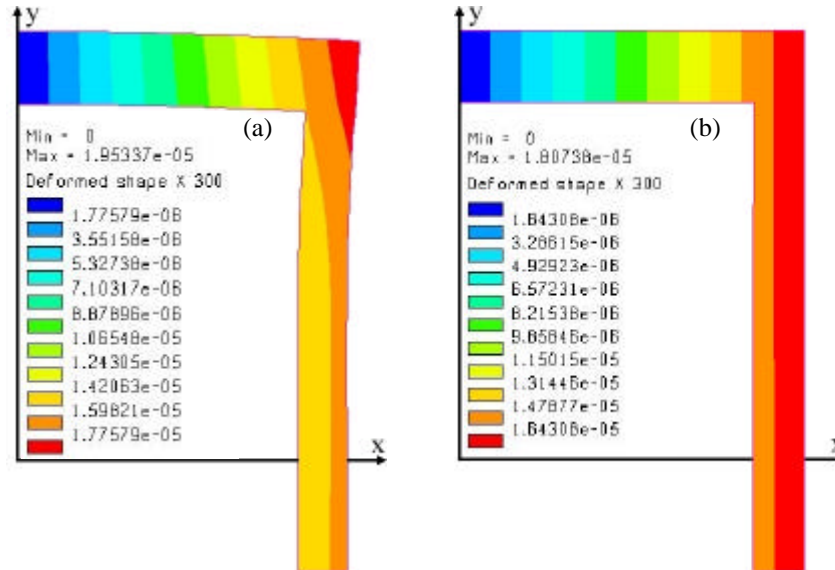 y
(a)
Min = 0
Max = 1.95337e-05
Deformed shape X 300
1.77579e-06
3.55158e-06
5.32738e-06
7.10317e-06
8.87896e-06
1.06548e-05
1.24305e-05
1.42063e-05
1.59821e-05
1.77579e-05
x
y
(b)
Min = 0
Max = 1.80738e-05
Deformed shape X 300
1.64308e-06
3.28615e-06
4.92923e-06
6.57231e-06
8.21538e-06
9.85846e-06
1.15015e-05
1.31446e-05
1.47877e-05
1.64308e-05
x